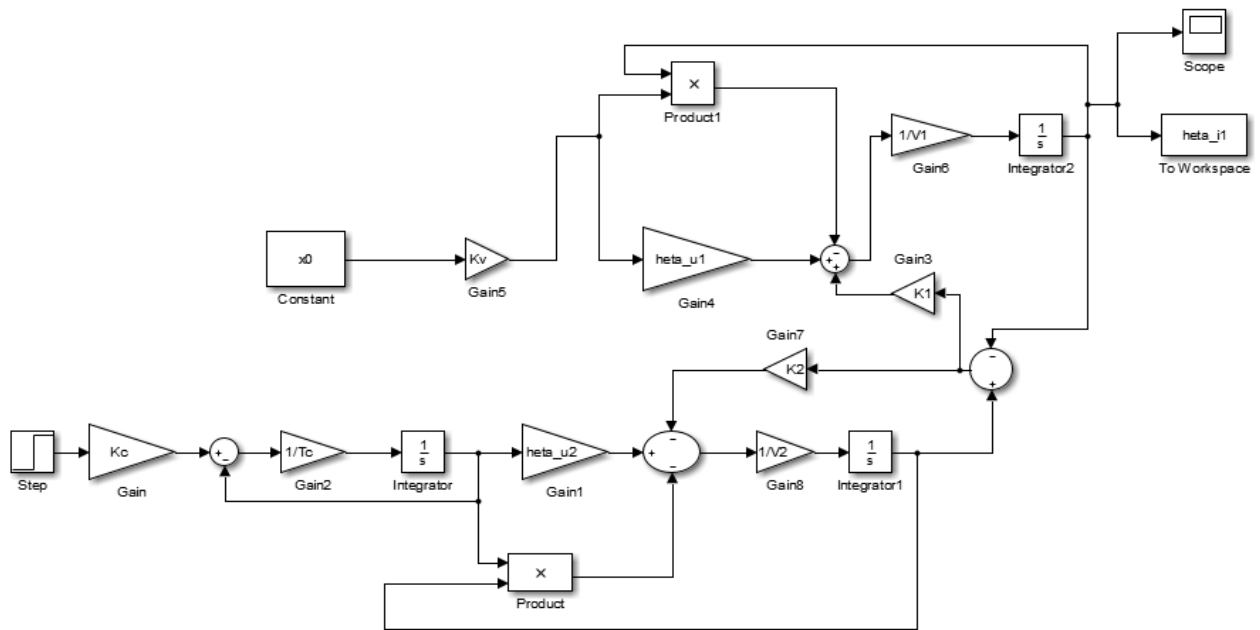 Scope
×
Product1
1/V1
Gain6
1
s
Integrator2
heta_i1
To Workspace
x0
Constant
Kv
Gain5
heta_u1
Gain4
-
+
+
Gain3
K1
Gain7
K2
-
+
Step
Kc
Gain
+
-
1/Tc
Gain2
1
s
Integrator
heta_u2
Gain1
-
+
-
1/V2
Gain8
1
s
Integrator1
×
Product